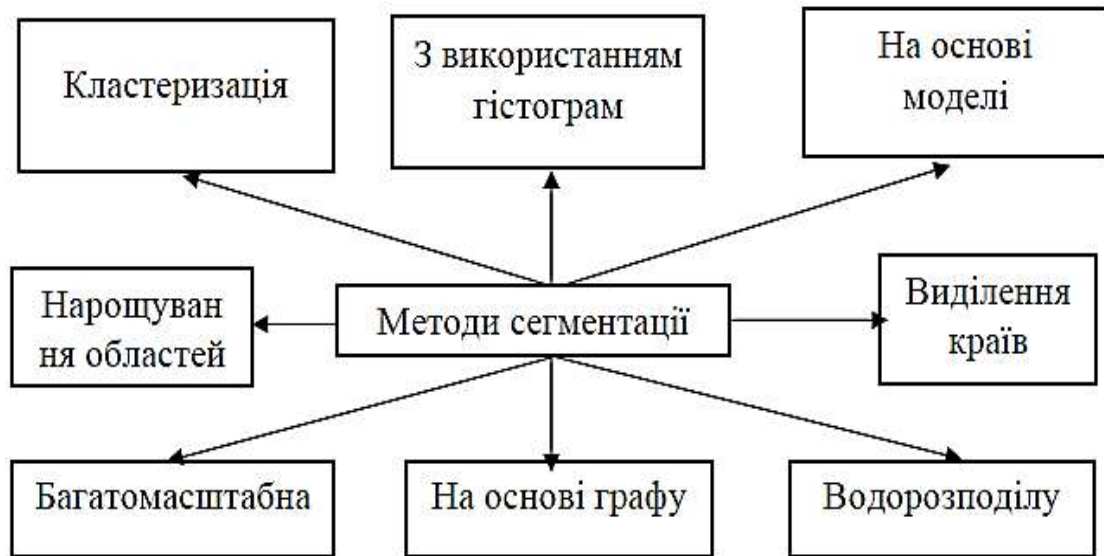 Кластеризація
З використанням
гістограм
На основі
моделі
Нарощуван
ня областей
Методи сегментації
Виділення
країв
Багатомасштабна
На основі графу
Водорозподілу